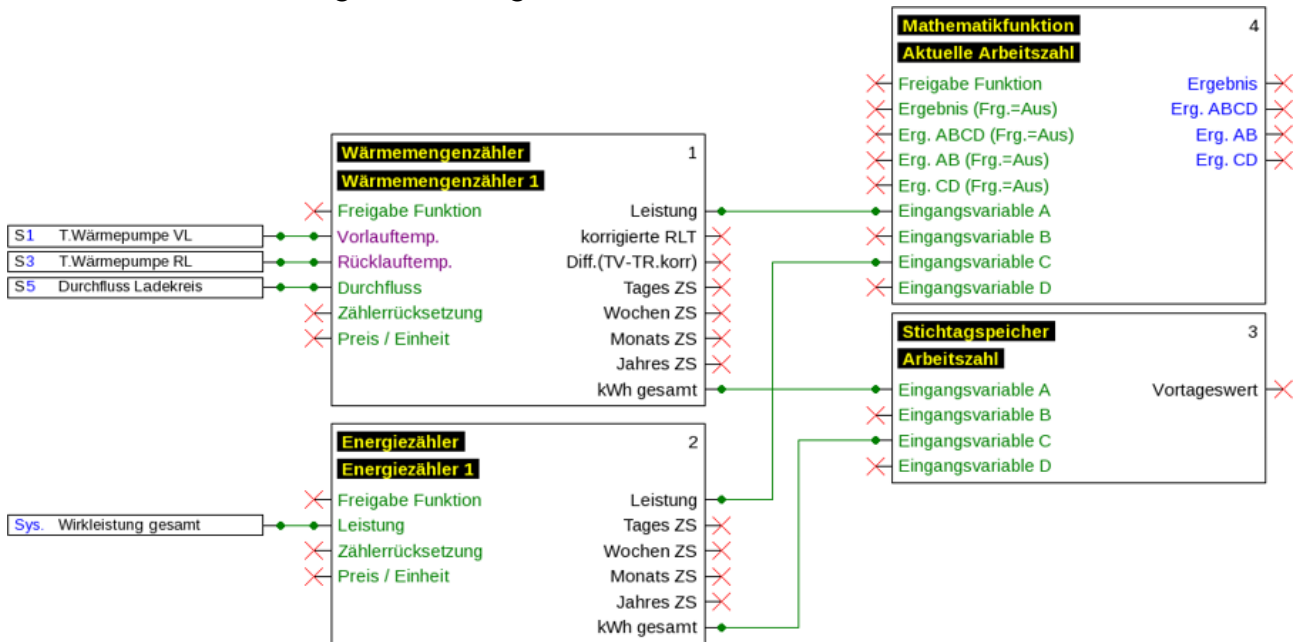 Mathematikfunktion 4
Aktuelle Arbeitszahl
Freigabe Funktion Ergebnis
Ergebnis (Frg.=Aus) Erg. ABCD
Erg. ABCD (Frg.=Aus) Erg. AB
Erg. AB (Frg.=Aus) Erg. CD
Erg. CD (Frg.=Aus)
Eingangsvariable A
Eingangsvariable B
Eingangsvariable C
Eingangsvariable D
Wärmemengenzähler 1
Wärmemengenzähler 1
Freigabe Funktion Leistung
S1 T.Wärmepumpe VL Vorlauftemp. korrigierte RLT
S3 T.Wärmepumpe RL Rücklauftemp. Diff.(TV-TR.korr)
S5 Durchfluss Ladekreis Durchfluss Tages ZS
Zählerrücksetzung Wochen ZS
Preis / Einheit Monats ZS
Jahres ZS
kWh gesamt
Stichtagspeicher 3
Arbeitszahl
Eingangsvariable A Vortageswert
Eingangsvariable B
Eingangsvariable C
Eingangsvariable D
Energiezähler 2
Energiezähler 1
Freigabe Funktion Leistung
Sys. Wirkleistung gesamt Leistung Tages ZS
Zählerrücksetzung Wochen ZS
Preis / Einheit Monats ZS
Jahres ZS
kWh gesamt